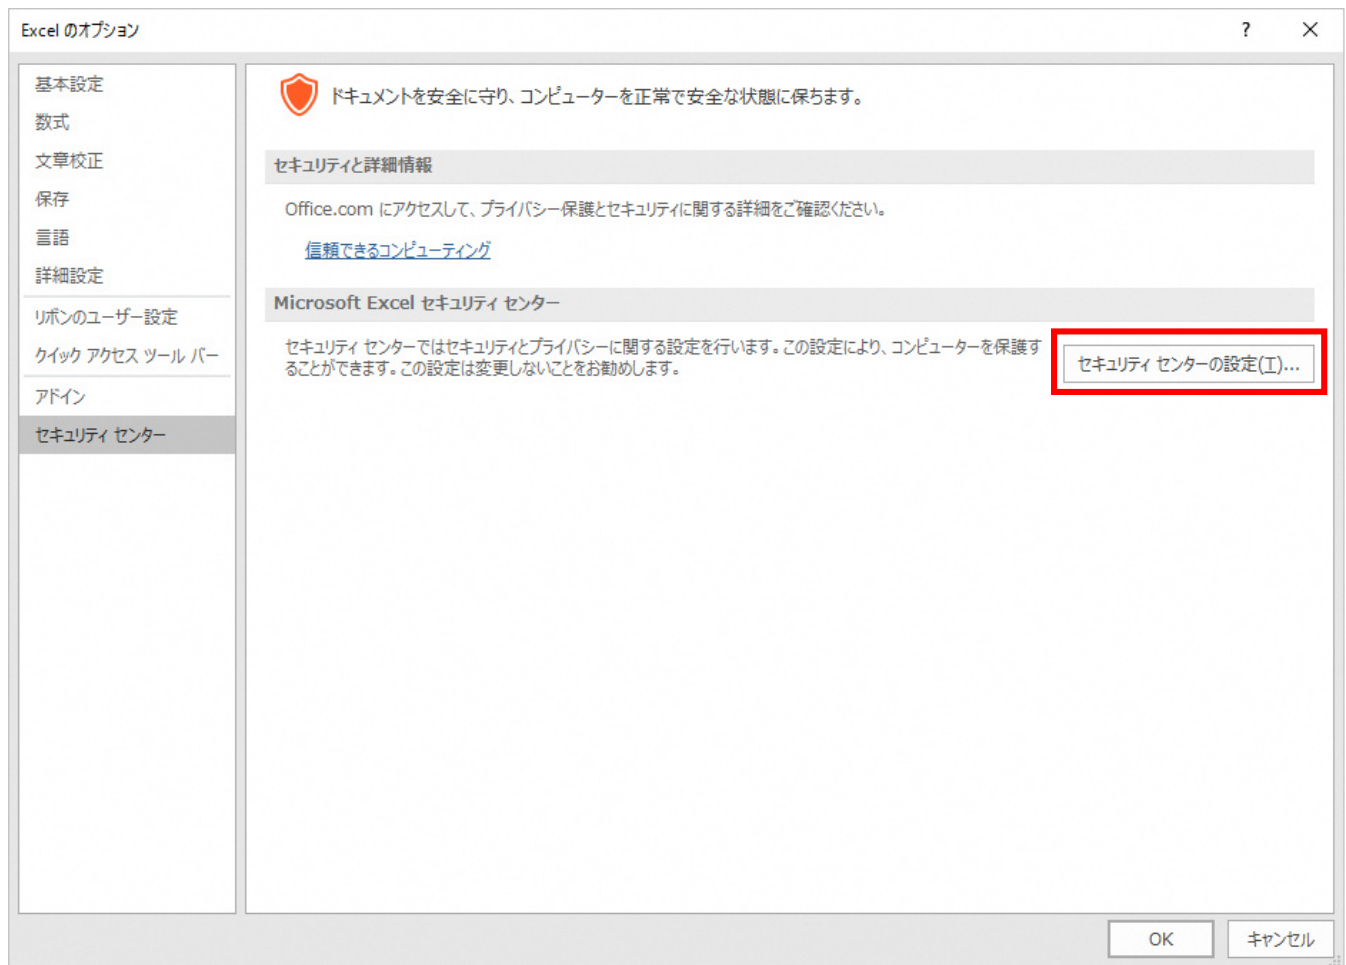 Excel のオプション
?
基本設定
数式
文章校正
保存
言語
詳細設定
リボンのユーザー設定
クイック アクセス ツール バー
アドイン
セキュリティ センター
ドキュメントを安全に守り、コンピューターを正常で安全な状態に保ちます。
セキュリティと詳細情報
Office.com にアクセスして、プライバシー保護とセキュリティに関する詳細をご確認ください。
信頼できるコンピューティング
Microsoft Excel セキュリティ センター
セキュリティ センターではセキュリティとプライバシーに関する設定を行います。この設定により、コンピューターを保護す
ることができます。この設定は変更しないことをお勧めします。
セキュリティ センターの設定(T)...
OK
キャンセル